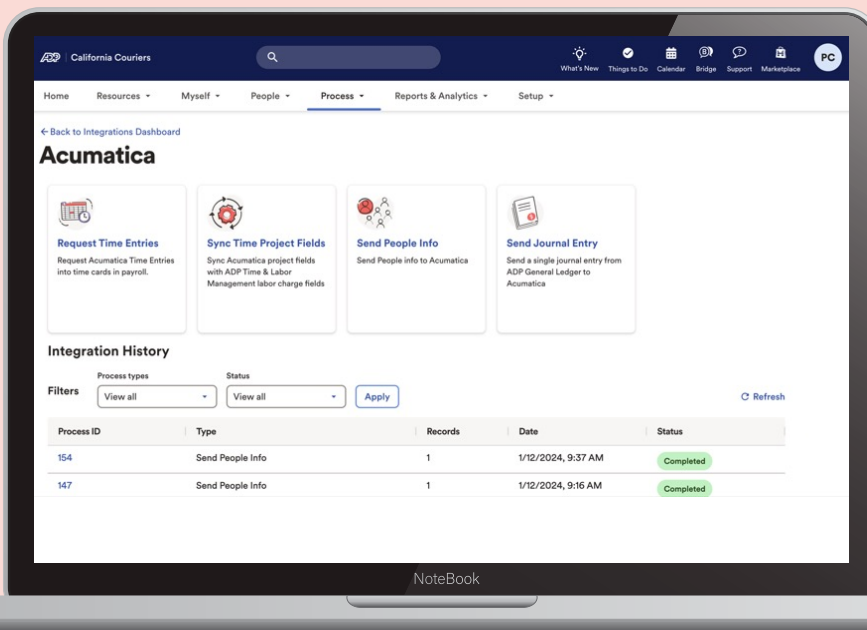 ADP California Couriers
What's New
Things to Do
Calendar
Bridge
Support
Marketplace
PC
Home
Resources
Myself
People
Process
Reports & Analytics
Setup
← Back to Integrations Dashboard
Acumatica
Request Time Entries
Request Acumatica Time Entries
into time cards in payroll.
Sync Time Project Fields
Sync Acumatica project fields
with ADP Time & Labor
Management labor charge fields
Send People Info
Send People info to Acumatica
Send Journal Entry
Send a single journal entry from
ADP General Ledger to
Acumatica
Integration History
Filters
Process types
View all
Status
View all
Apply
Refresh
Process ID Type Records Date Status
154 Send People Info 1 1/12/2024, 9:37 AM Completed
147 Send People Info 1 1/12/2024, 9:16 AM Completed
NoteBook